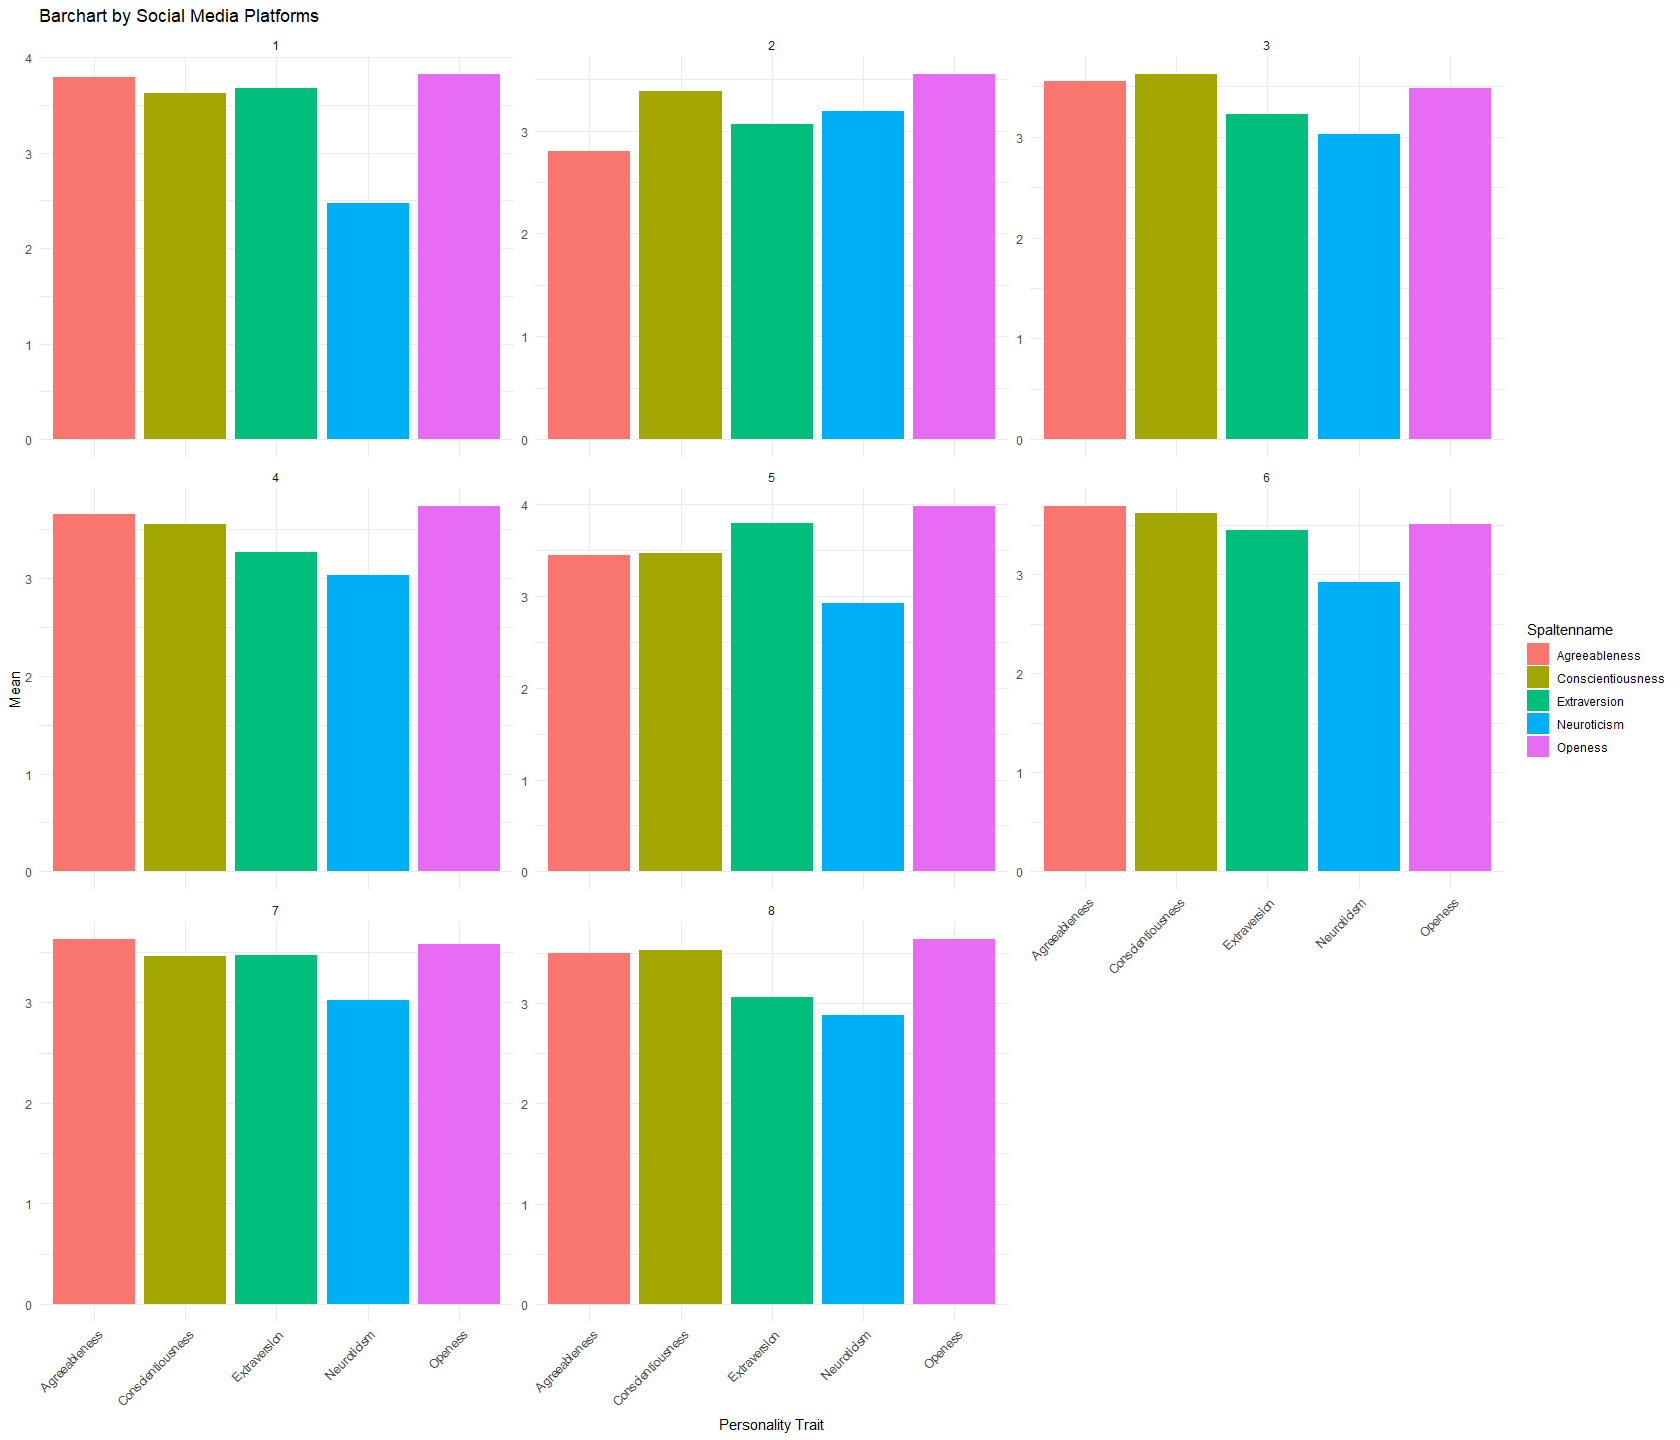 Barchart by Social Media Platforms
1
2
3
4
3
2
1
0
3
2
1
0
3
2
1
0
4
5
6
3
2
1
0
4
3
2
1
0
3
2
1
0
Agreeableness
Conscientiousness
Extraversion
Neuroticism
Openess
7
8
3
2
1
0
3
2
1
0
Agreeableness
Conscientiousness
Extraversion
Neuroticism
Openess
Agreeableness
Conscientiousness
Extraversion
Neuroticism
Openess
Mean
Personality Trait
Spaltenname
Agreeableness
Conscientiousness
Extraversion
Neuroticism
Openess